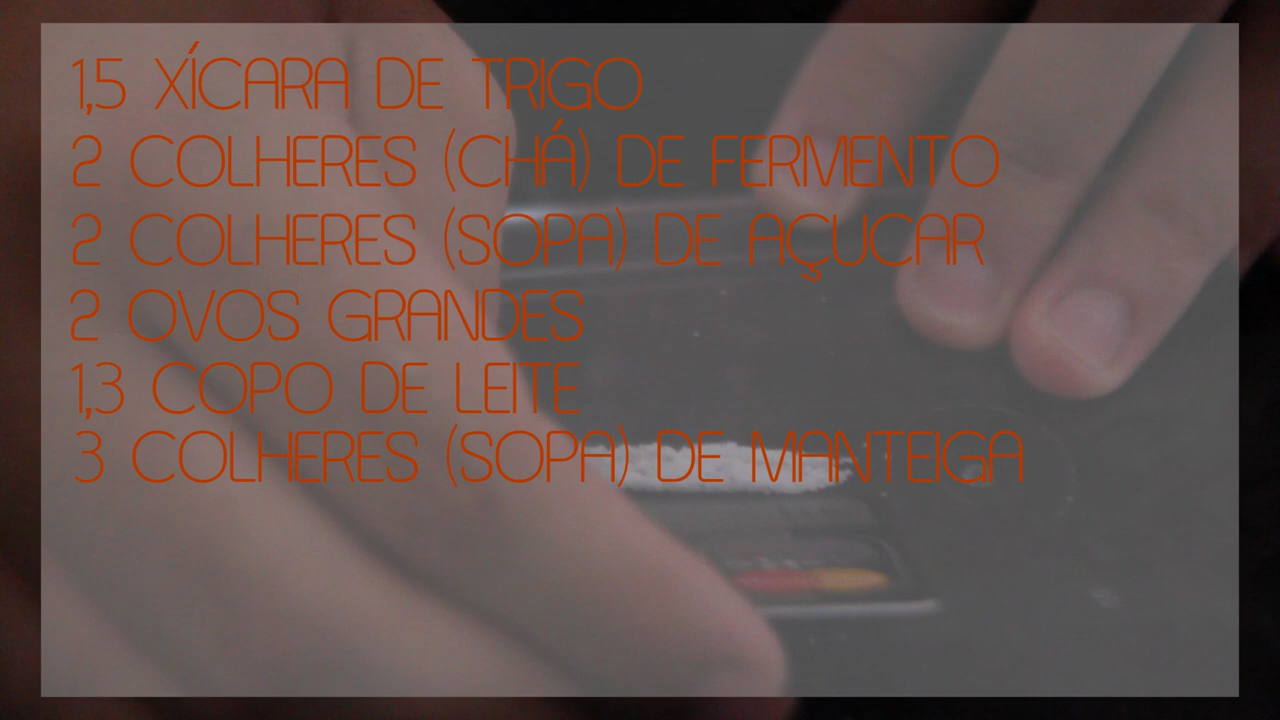 1,5 XÍCARA DE TRIGO
2 COLHERES (CHÁ) DE FERMENTO
2 COLHERES (SOPA) DE AÇUCAR
2 OVOS GRANDES
1,3 COPO DE LEITE
3 COLHERES (SOPA) DE MANTEIGA